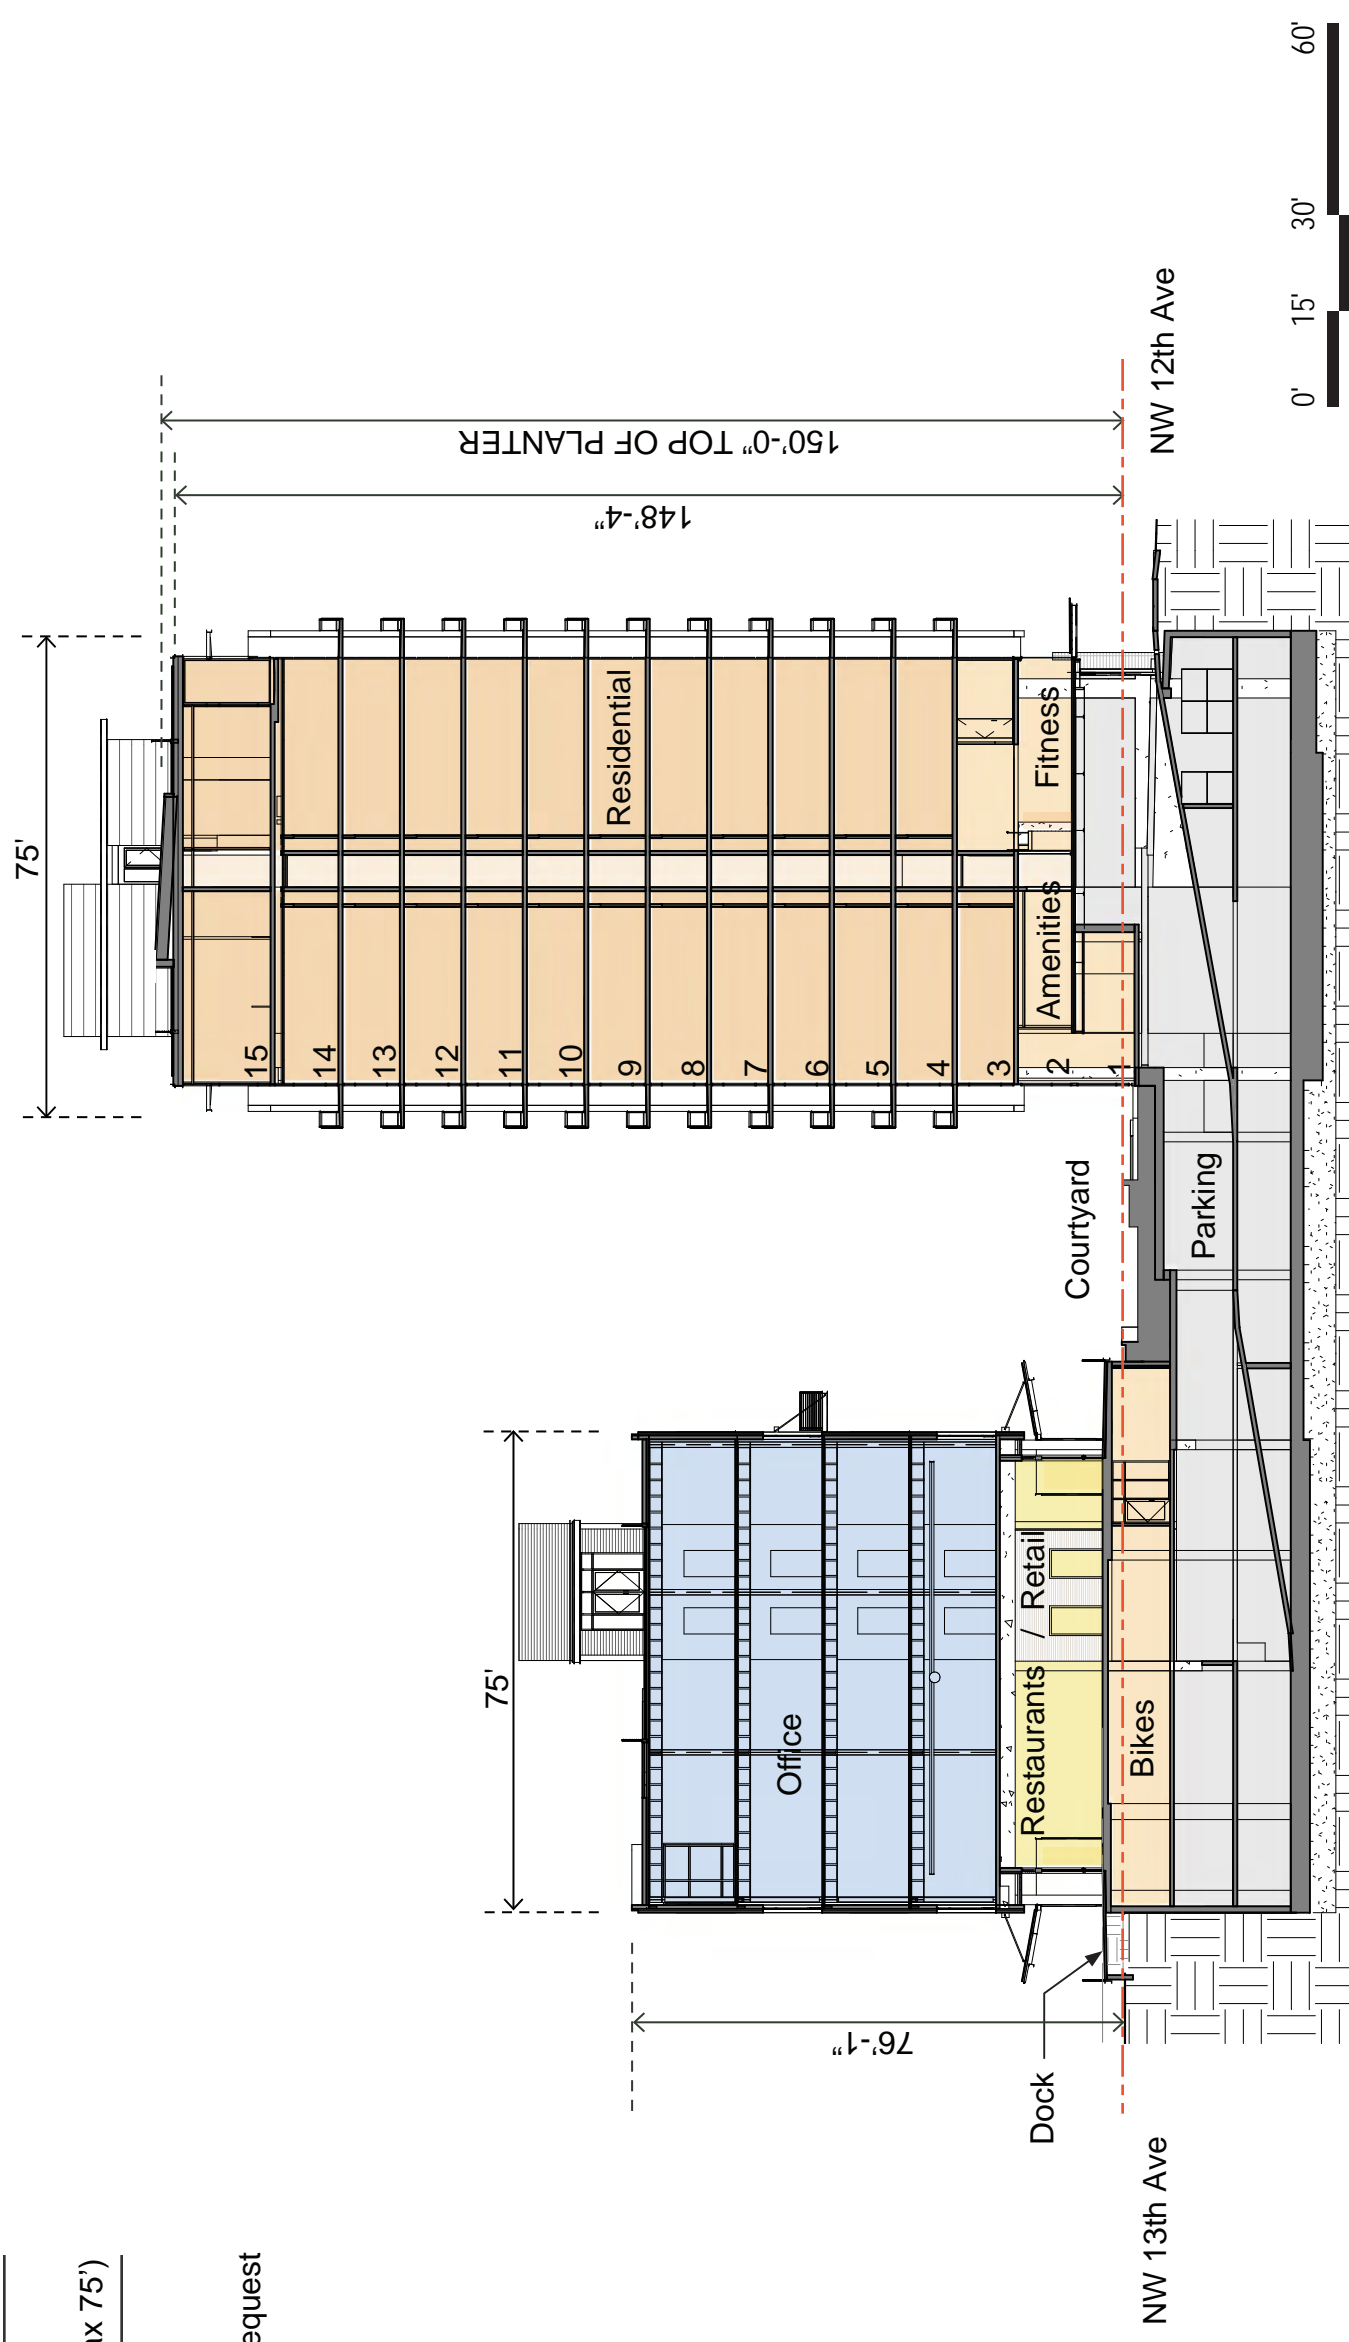 ax 75')
equest
75'
75'
150'-0" TOP OF PLANTER
148'-4"
76'-1"
15
14
13
12
11
10
9
8
7
6
5
4
3
2
1
Residential
Amenities
Fitness
Office
Restaurants / Retail
Bikes
Courtyard
Parking
Dock
NW 13th Ave
NW 12th Ave
0' 15' 30' 60'